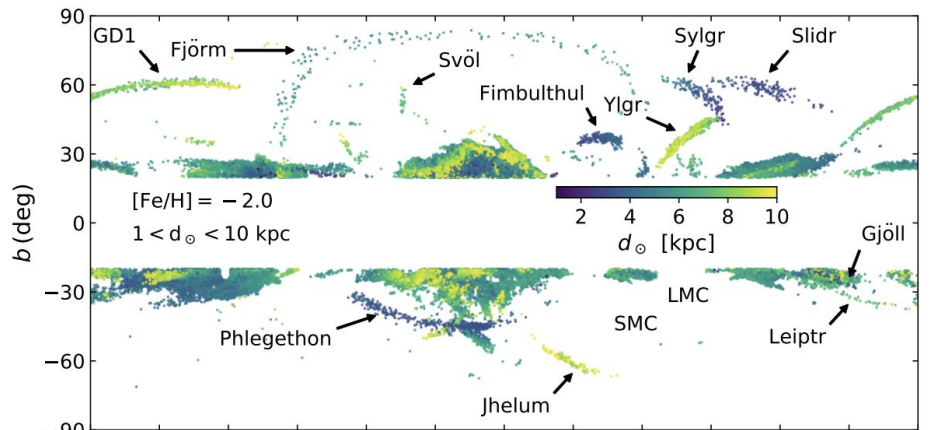 90
GD1
Fjörm
Svöl
Sylgr
Slidr
60
Fimbulthul
Ylgr
30
[Fe/H] = −2.0
1 < d⊙ < 10 kpc
0
b (deg)
2 4 6 8 10
d⊙ [kpc]
Gjöll
−30
LMC
SMC
Phlegethon
Leiptr
−60
Jhelum
−90